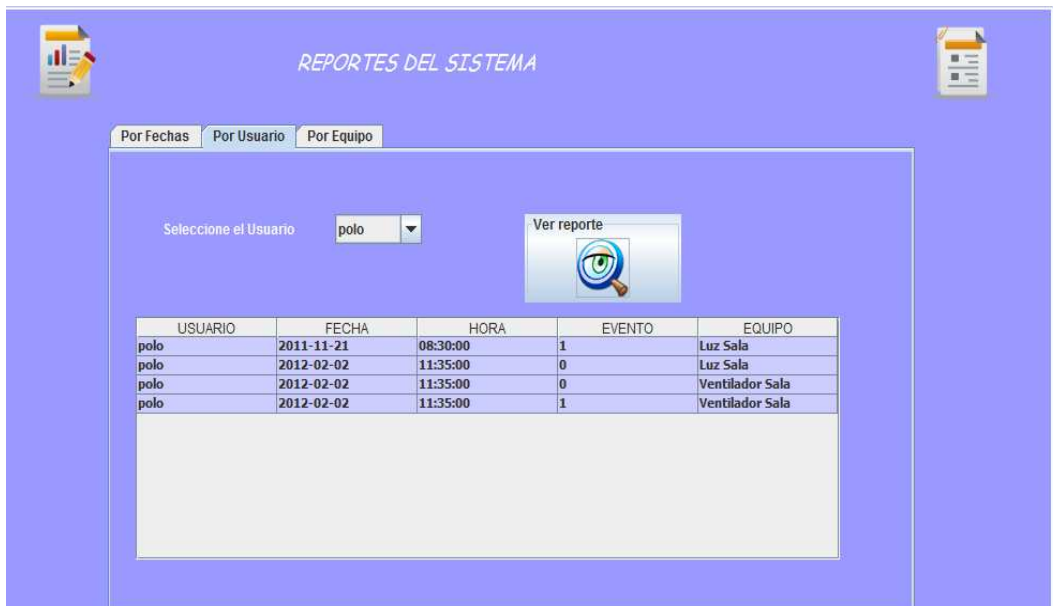 REPORTES DEL SISTEMA
Por Fechas Por Usuario Por Equipo
Seleccione el Usuario polo Ver reporte
USUARIO FECHA HORA EVENTO EQUIPO
polo 2011-11-21 08:30:00 1 Luz Sala
polo 2012-02-02 11:35:00 0 Luz Sala
polo 2012-02-02 11:35:00 0 Ventilador Sala
polo 2012-02-02 11:35:00 1 Ventilador Sala